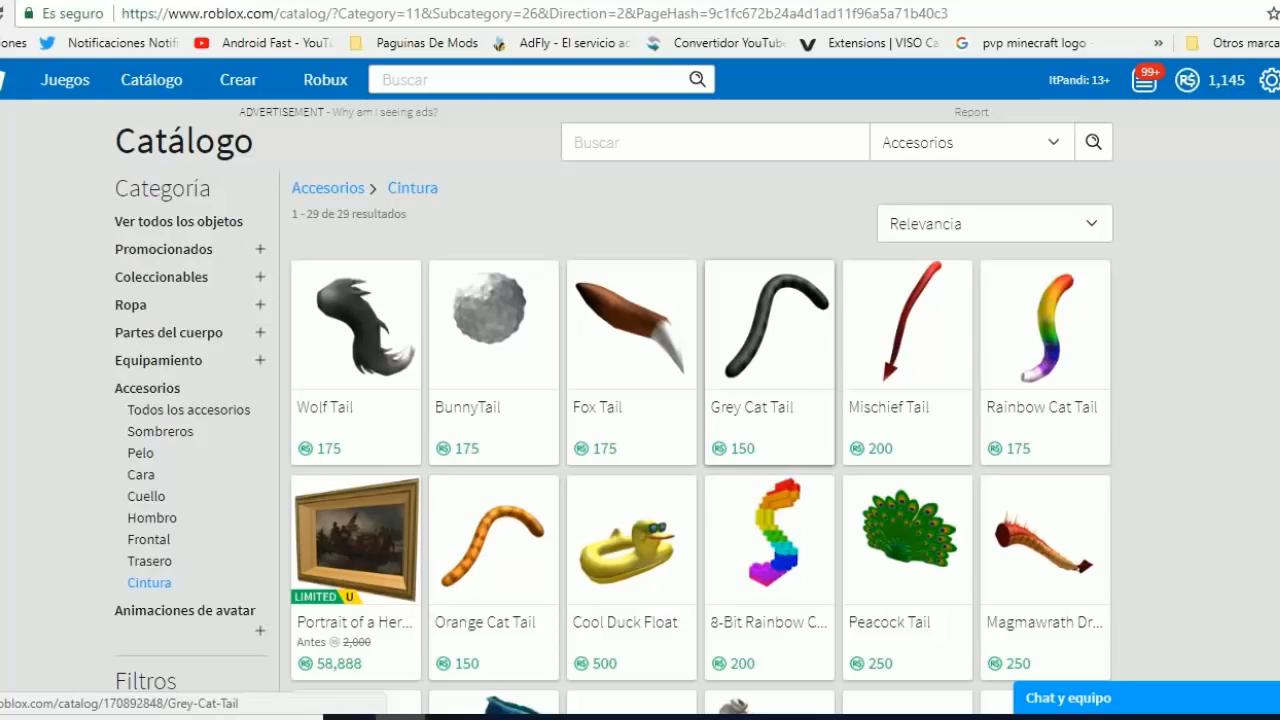 Es seguro https://www.roblox.com/catalog/?Category=11&Subcategory=26&Direction=2&PageHash=9c1fc672b24a4d1ad11f96a5a71b40c3
ones Notificaciones Notifi Android Fast - YouTu Paguinas De Mods AdFly - El servicio ac Convertidor YouTube Extensions | VISO Ca pvp minecraft logo - » Otros marca
Juegos Catálogo Crear Robux Buscar ItPandi: 13+ 99+ R$ 1,145
ADVERTISEMENT - Why am I seeing ads? Report
Catálogo Buscar Accesorios
Categoría
Accesorios > Cintura
1 - 29 de 29 resultados
Relevancia
Ver todos los objetos
Promocionados +
Coleccionables +
Ropa +
Partes del cuerpo +
Equipamiento +
Accesorios
Todos los accesorios
Sombreros
Pelo
Cara
Cuello
Hombro
Frontal
Trasero
Cintura
Animaciones de avatar
+
Filtros
Wolf Tail BunnyTail Fox Tail Grey Cat Tail Mischief Tail Rainbow Cat Tail
R$ 175 R$ 175 R$ 175 R$ 150 R$ 200 R$ 175
LIMITED U
Portrait of a Her... Orange Cat Tail Cool Duck Float 8-Bit Rainbow C... Peacock Tail Magmawrath Dr...
Antes R$ 2,000
R$ 58,888 R$ 150 R$ 500 R$ 200 R$ 250 R$ 250
Chat y equipo
oblox.com/catalog/170892848/Grey-Cat-Tail